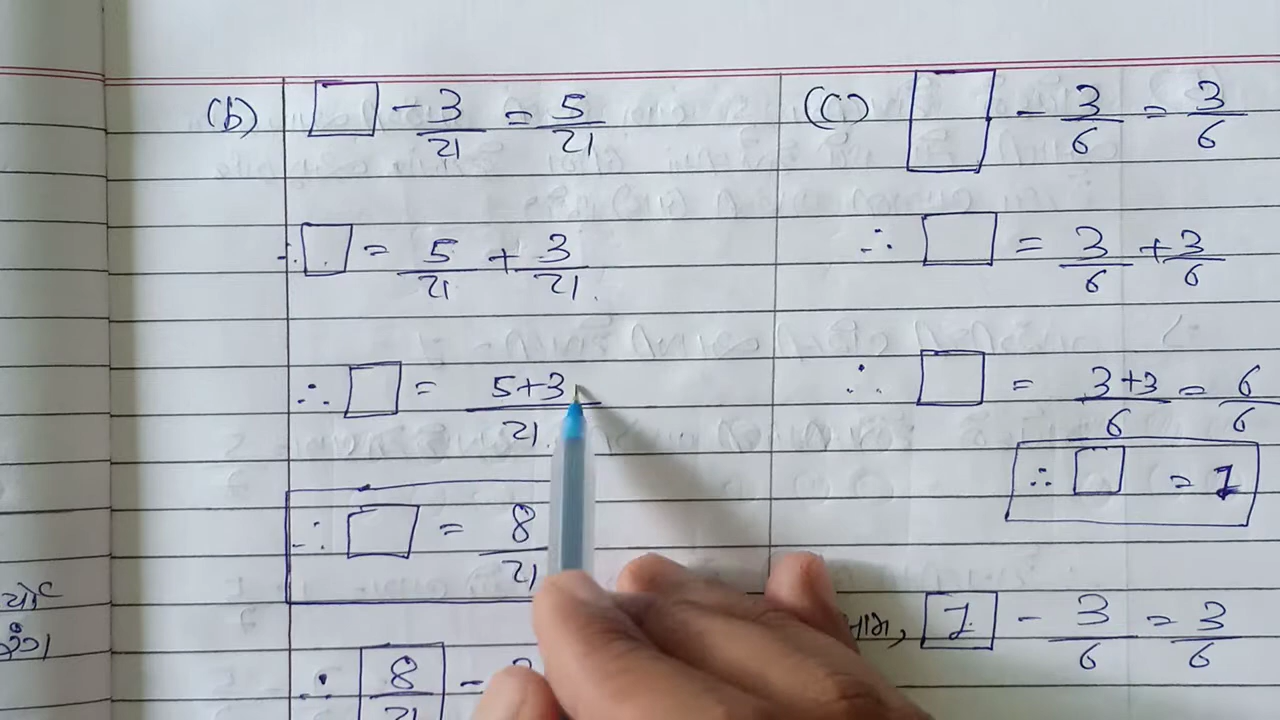 (b) □ - 3/21 = 5/21
∴ □ = 5/21 + 3/21
∴ □ = 5+3/21
∴ □ = 8/21
∴ 8/21 -
(C) □ - 3/6 = 3/6
∴ □ = 3/6 + 3/6
∴ □ = 3+3/6 = 6/6
∴ □ = 1
, 1 - 3/6 = 3/6